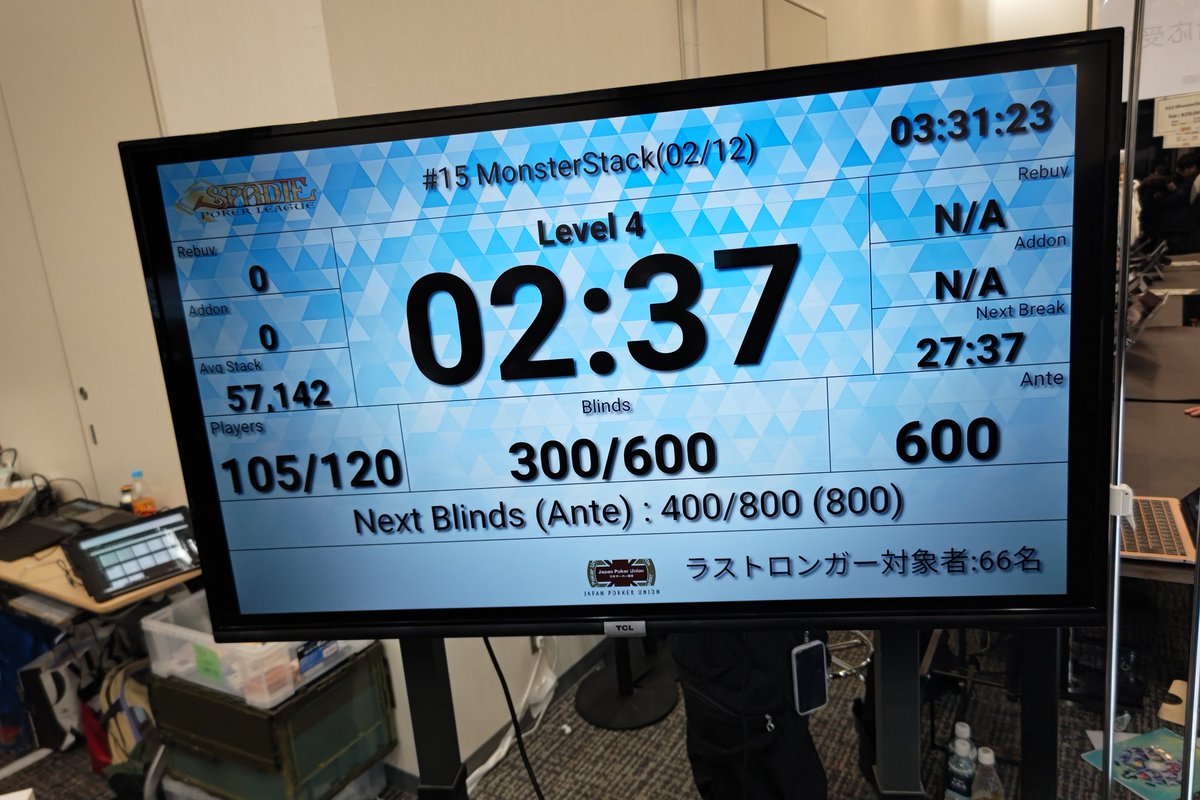 SPADIE
POKER LEAGUE
#15 MonsterStack(02/12)
03:31:23
Rebuy
0
Addon
0
Avg Stack
57,142
Level 4
02:37
Rebuy
N/A
Addon
N/A
Next Break
27:37
Players
105/120
Blinds
300/600
Ante
600
Next Blinds (Ante) : 400/800 (800)
Japan Poker Union
JAPAN POKER UNION
ラストロンガー対象者:66名
TCL